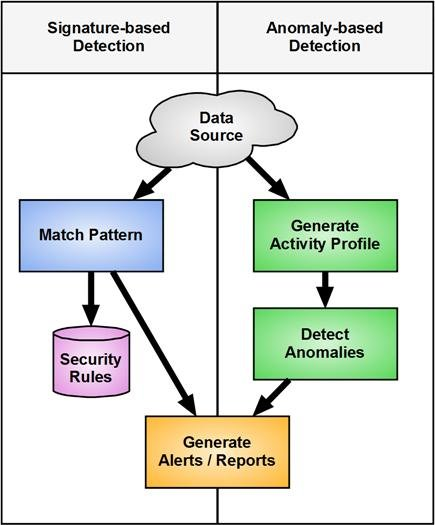 Signature-based
Detection
Anomaly-based
Detection
Data
Source
Match Pattern
Generate
Activity Profile
Security
Rules
Detect
Anomalies
Generate
Alerts / Reports